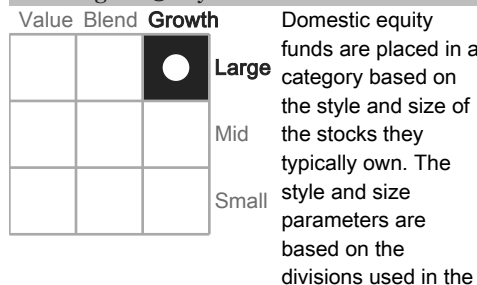 Value Blend Growth
Large
Mid
Small
Domestic equity
funds are placed in a
category based on
the style and size of
the stocks they
typically own. The
style and size
parameters are
based on the
divisions used in the